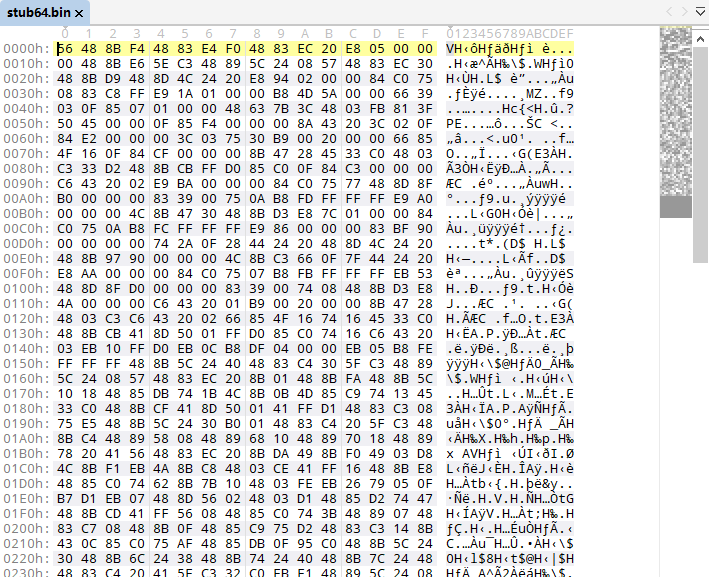 stub64.bin
0 1 2 3 4 5 6 7 8 9 A B C D E F 0123456789ABCDEF
0000h: 56 48 8B F4 48 83 E4 F0 48 83 EC 20 E8 05 00 00 VH‹ôHƒäðHƒì è...
0010h: 00 48 8B E6 5E C3 48 89 5C 24 08 57 48 83 EC 30 .H‹æ^ÃH‰\$.WHƒì0
0020h: 48 8B D9 48 8D 4C 24 20 E8 94 02 00 00 84 C0 75 H‹ÙH.L$ è”...„Àu
0030h: 08 83 C8 FF E9 1A 01 00 00 B8 4D 5A 00 00 66 39 .ƒÈÿé....¸MZ..f9
0040h: 03 0F 85 07 01 00 00 48 63 7B 3C 48 03 FB 81 3F ..…....Hc{<H.û.?
0050h: 50 45 00 00 0F 85 F4 00 00 00 8A 43 20 3C 02 0F PE...…ô...ŠC <..
0060h: 84 E2 00 00 00 3C 03 75 30 B9 00 20 00 00 66 85 „â...<.u0¹. ..f…
0070h: 4F 16 0F 84 CF 00 00 00 8B 47 28 45 33 C0 48 03 O..„Ï...‹G(E3ÀH.
0080h: C3 33 D2 48 8B CB FF D0 85 C0 0F 84 C3 00 00 00 Ã3ÒH‹ËÿÐ…À.„Ã...
0090h: C6 43 20 02 E9 BA 00 00 00 84 C0 75 77 48 8D 8F ÆC .éº...„ÀuwH..
00A0h: B0 00 00 00 83 39 00 75 0A B8 FD FF FF FF E9 A0 °...ƒ9.u.¸ýÿÿÿé
00B0h: 00 00 00 4C 8B 47 30 48 8B D3 E8 7C 01 00 00 84 ...L‹G0H‹Óè|...„
00C0h: C0 75 0A B8 FC FF FF FF E9 86 00 00 00 83 BF 90 Àu.¸üÿÿÿé†...ƒ¿.
00D0h: 00 00 00 00 74 2A 0F 28 44 24 20 48 8D 4C 24 20 ....t*.(D$ H.L$
00E0h: 48 8B 97 90 00 00 00 4C 8B C3 66 0F 7F 44 24 20 H‹—....L‹Ãf..D$
00F0h: E8 AA 00 00 00 84 C0 75 07 B8 FB FF FF FF EB 53 èª...„Àu.¸ûÿÿÿëS
0100h: 48 8D 8F D0 00 00 00 83 39 00 74 08 48 8B D3 E8 H..Ð...ƒ9.t.H‹Óè
0110h: 4A 00 00 00 C6 43 20 01 B9 00 20 00 00 8B 47 28 J...ÆC .¹. ..‹G(
0120h: 48 03 C3 C6 43 20 02 66 85 4F 16 74 16 45 33 C0 H.ÃÆC .f…O.t.E3À
0130h: 48 8B CB 41 8D 50 01 FF D0 85 C0 74 16 C6 43 20 H‹ËA.P.ÿÐ…Àt.ÆC
0140h: 03 EB 10 FF D0 EB 0C B8 DF 04 00 00 EB 05 B8 FE .ë.ÿÐë.¸ß...ë.¸þ
0150h: FF FF FF 48 8B 5C 24 40 48 83 C4 30 5F C3 48 89 ÿÿÿH‹\$@HƒÄ0_ÃH‰
0160h: 5C 24 08 57 48 83 EC 20 8B 01 48 8B FA 48 8B 5C \$.WHƒì ‹.H‹úH‹\
0170h: 10 18 48 85 DB 74 1B 4C 8B 0B 4D 85 C9 74 13 45 ..H…Ût.L‹.M…Ét.E
0180h: 33 C0 48 8B CF 41 8D 50 01 41 FF D1 48 83 C3 08 3ÀH‹ÏA.P.AÿÑHƒÃ.
0190h: 75 E5 48 8B 5C 24 30 B0 01 48 83 C4 20 5F C3 48 uåH‹\$0°.HƒÄ _ÃH
01A0h: 8B C4 48 89 58 08 48 89 68 10 48 89 70 18 48 89 ‹ÄH‰X.H‰h.H‰p.H‰
01B0h: 78 20 41 56 48 83 EC 20 8B DA 49 8B F0 49 03 D8 x AVHƒì ‹ÚI‹ðI.Ø
01C0h: 4C 8B F1 EB 4A 8B C8 48 03 CE 41 FF 16 48 8B E8 L‹ñëJ‹ÈH.ÎAÿ.H‹è
01D0h: 48 85 C0 74 62 8B 7B 10 48 03 FE EB 26 79 05 0F H…Àtb‹{.H.þë&y..
01E0h: B7 D1 EB 07 48 8D 56 02 48 03 D1 48 85 D2 74 47 ·Ñë.H.V.H.ÑH…ÒtG
01F0h: 48 8B CD 41 FF 56 08 48 85 C0 74 3B 48 89 07 48 H‹ÍAÿV.H…Àt;H‰.H
0200h: 83 C7 08 48 8B 0F 48 85 C9 75 D2 48 83 C3 14 8B ƒÇ.H‹.H…ÉuÒHƒÃ.‹
0210h: 43 0C 85 C0 75 AF 48 85 DB 0F 95 C0 48 8B 5C 24 C.…Àu¯H…Û.•ÀH‹\$
0220h: 30 48 8B 6C 24 38 48 8B 74 24 40 48 8B 7C 24 48 0H‹l$8H‹t$@H‹|$H
0230h: 48 83 C4 20 41 5E C3 32 C0 EB F1 48 89 5C 24 08 HƒÄ A^Ã2ÀëñH‰\$.